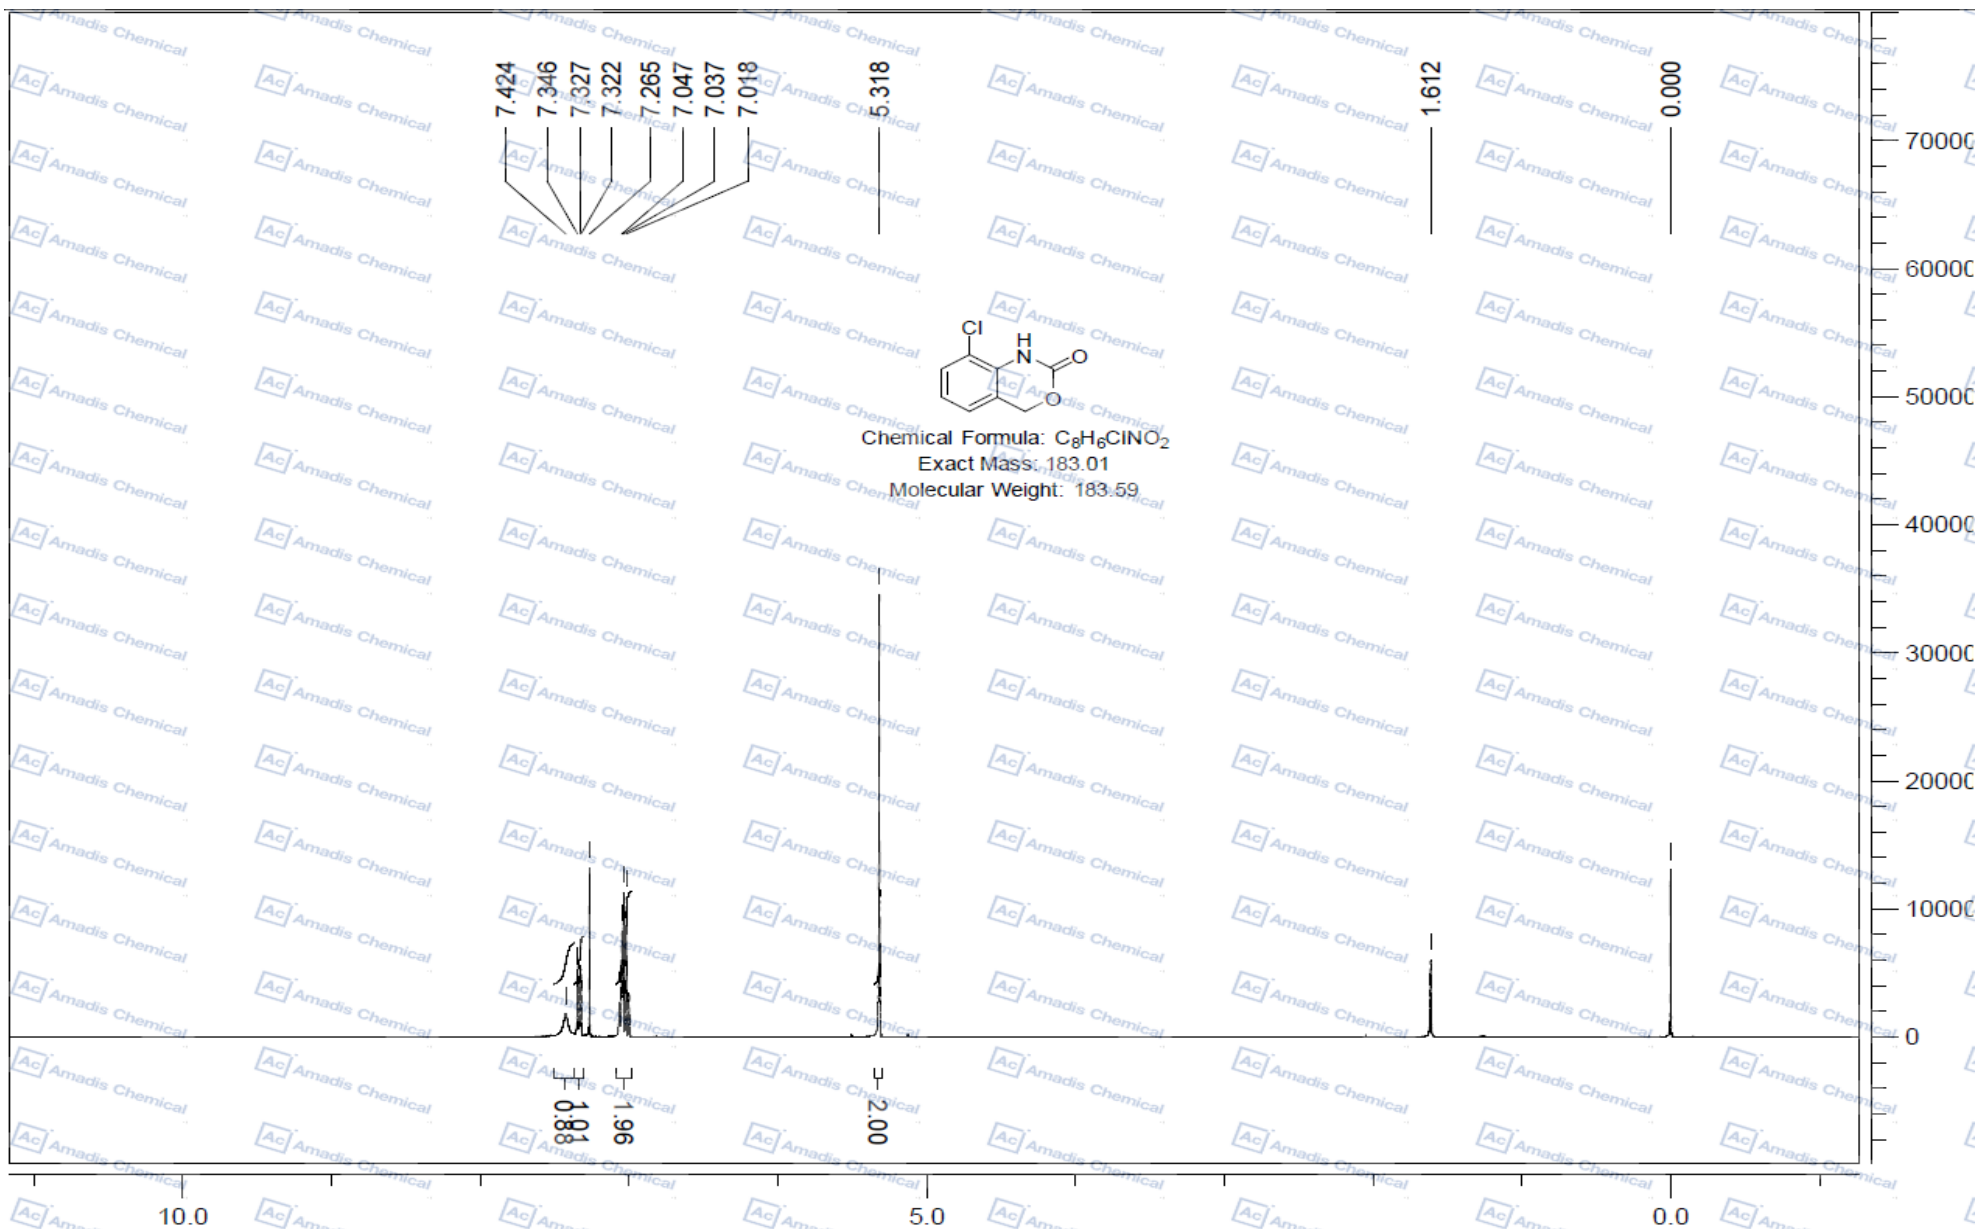 7.424
7.346
7.327
7.322
7.265
7.047
7.037
7.018
5.318
1.612
0.000
70000
60000
50000
40000
30000
20000
10000
0
Cl
H
N
O
O
Chemical Formula: C₈H₆ClNO₂
Exact Mass: 183.01
Molecular Weight: 183.59
0.88
1.01
1.96
2.00
10.0
5.0
0.0
Ac Amadis Chemical